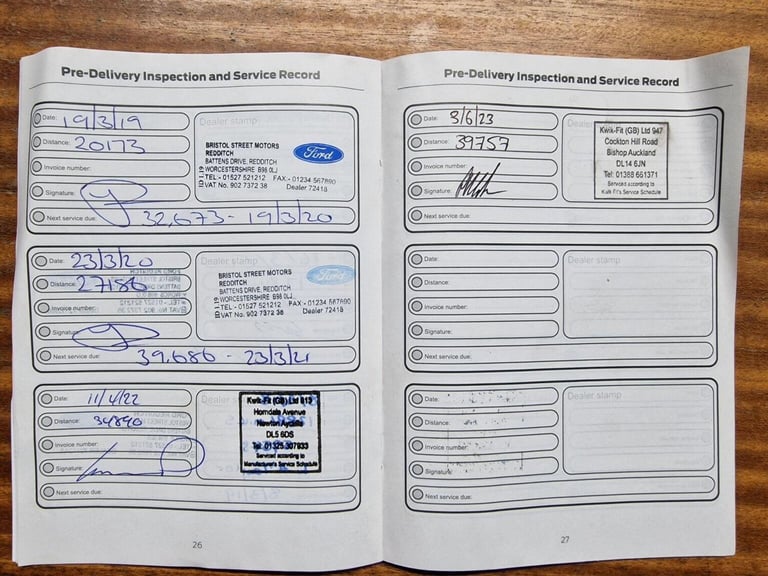 Pre-Delivery Inspection and Service Record
Date: 19/3/19
Distance: 20173
Invoice number:
Signature:
Next service due: 32,673 - 19/3/20
Dealer stamp
BRISTOL STREET MOTORS
REDDITCH
BATTENS DRIVE, REDDITCH
WORCESTERSHIRE B98 0LJ
TEL - 01527 521212 FAX - 01234 567890
VAT No. 902 7372 38 Dealer 72418
Ford
Date: 23/3/20
Distance: 27186
Invoice number:
Signature:
Next service due: 39,686 - 23/3/21
Dealer stamp
BRISTOL STREET MOTORS
REDDITCH
BATTENS DRIVE, REDDITCH
WORCESTERSHIRE B98 0LJ
TEL - 01527 521212 FAX - 01234 567890
VAT No. 902 7372 38 Dealer 72418
Ford
Date: 11/4/22
Distance: 34890
Invoice number:
Signature:
Next service due:
Dealer stamp
Kwik-Fit (GB) Ltd 813
Horndale Avenue
Newton Aycliffe
DL5 6DS
Tel: 01325 307933
Serviced according to
Manufacturer's Service Schedule
26
Pre-Delivery Inspection and Service Record
Date: 8/6/23
Distance: 39757
Invoice number:
Signature:
Next service due:
Dealer
Kwik-Fit (GB) Ltd 947
Cockton Hill Road
Bishop Auckland
DL14 6JN
Tel: 01388 661371
Serviced according to
Kwik Fit's Service Schedule
Date:
Distance:
Invoice number:
Signature:
Next service due:
Dealer stamp
Date:
Distance:
Invoice number:
Signature:
Next service due:
Dealer stamp
27